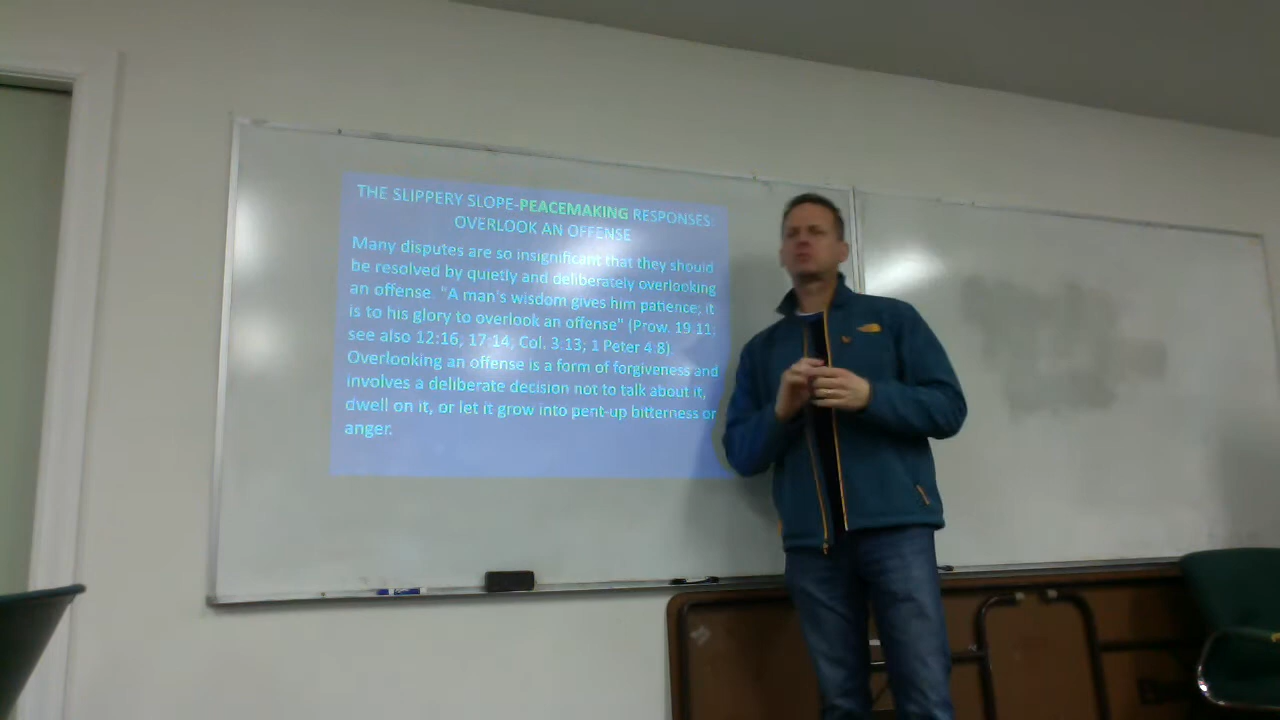 THE SLIPPERY SLOPE-PEACEMAKING RESPONSES:
OVERLOOK AN OFFENSE
Many disputes are so insignificant that they should
be resolved by quietly and deliberately overlooking
an offense. "A man's wisdom gives him patience; it
is to his glory to overlook an offense" (Prow. 19:11;
see also 12:16, 17:14; Col. 3:13; 1 Peter 4:8)
Overlooking an offense is a form of forgiveness and
involves a deliberate decision not to talk about it,
dwell on it, or let it grow into pent-up bitterness or
anger.